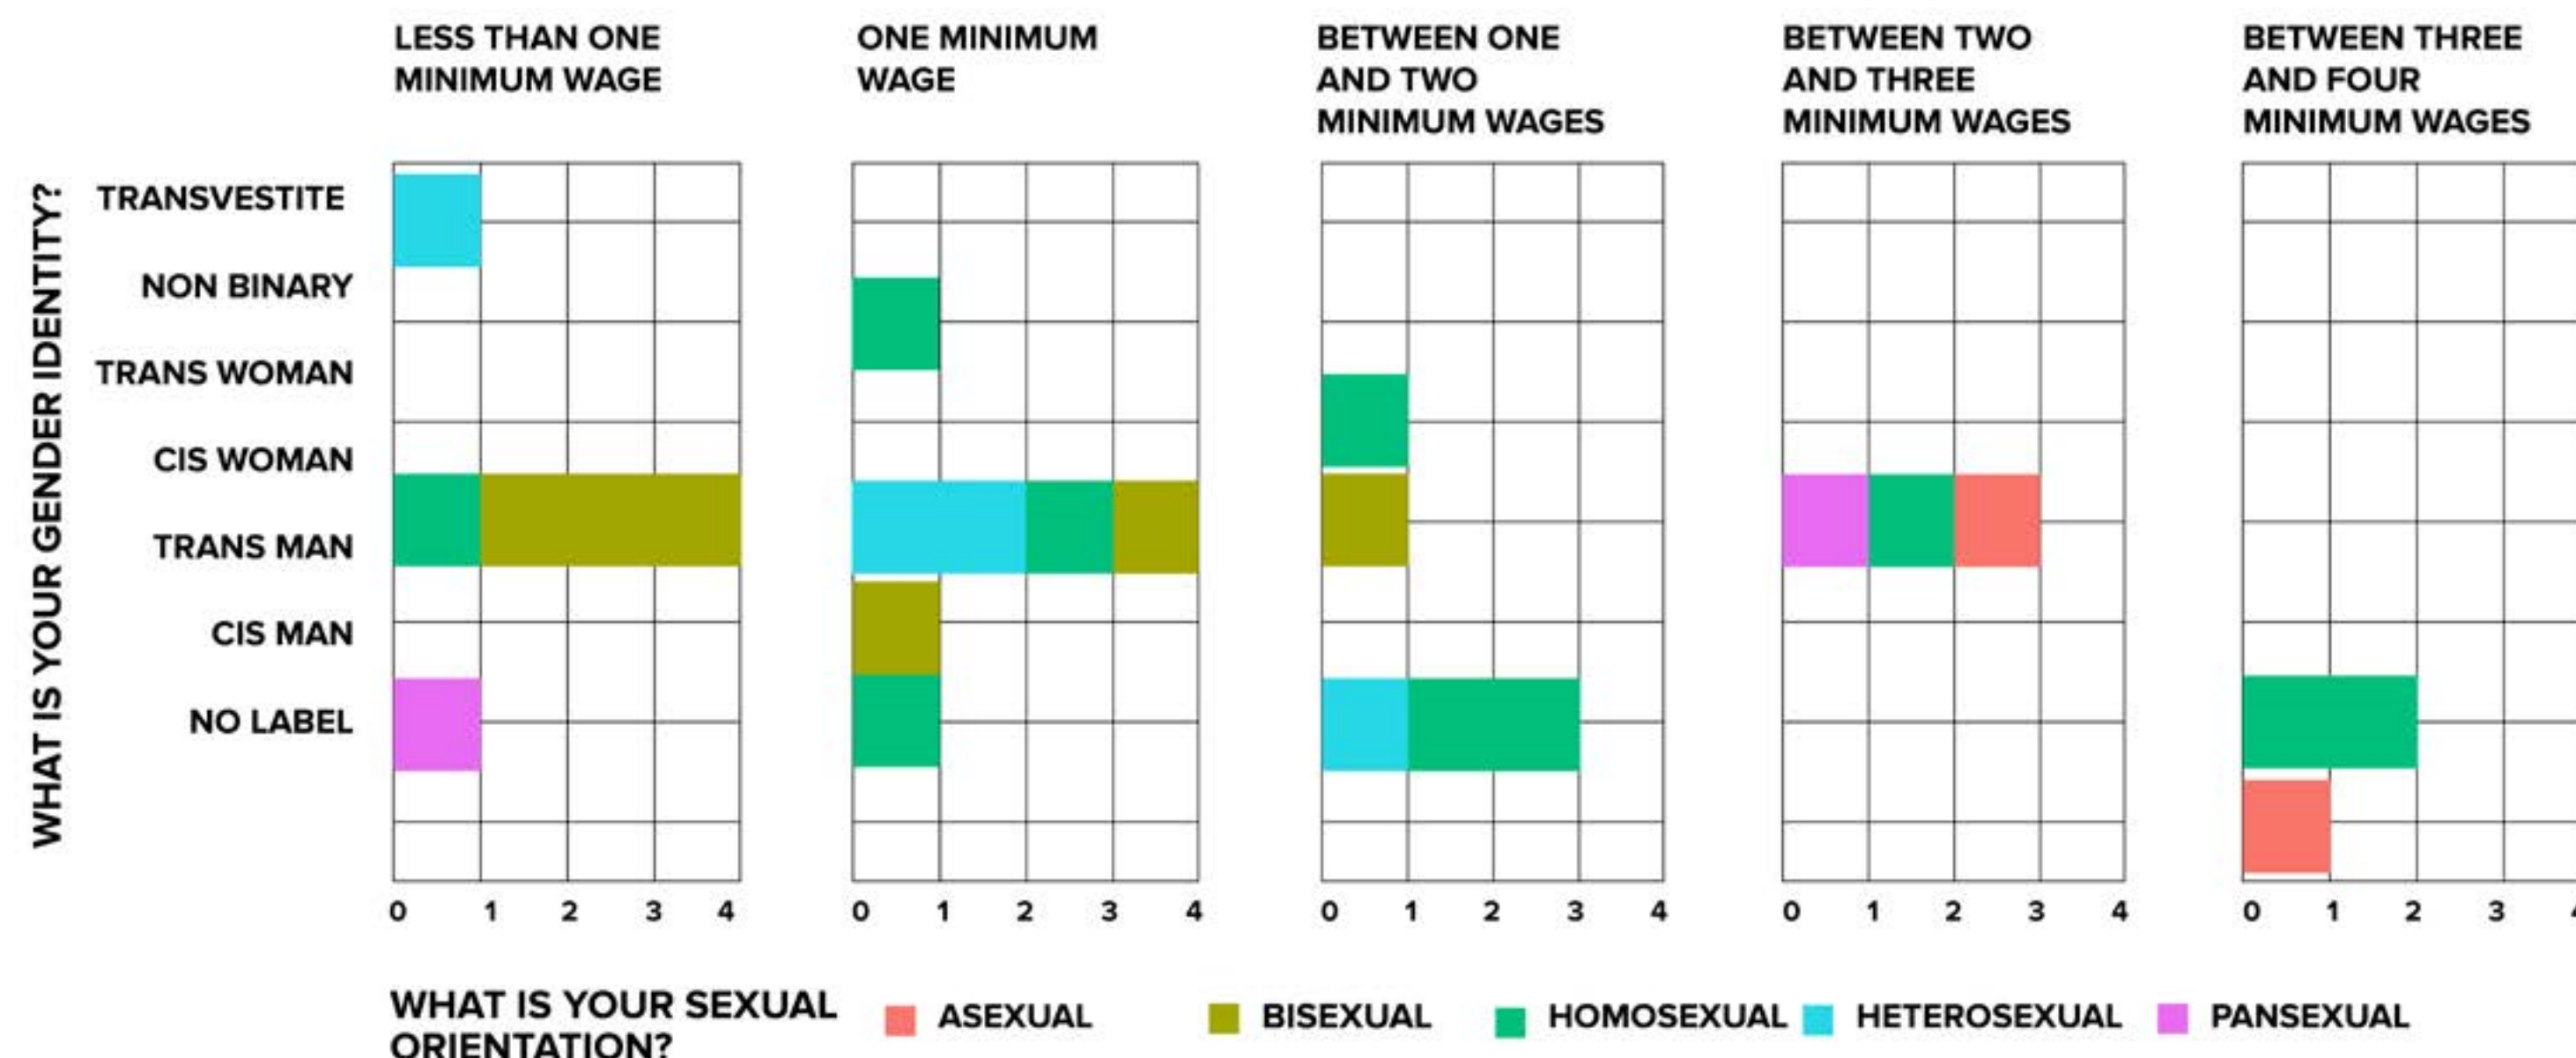 LESS THAN ONE
MINIMUM WAGE
ONE MINIMUM
WAGE
BETWEEN ONE
AND TWO
MINIMUM WAGES
BETWEEN TWO
AND THREE
MINIMUM WAGES
BETWEEN THREE
AND FOUR
MINIMUM WAGES
WHAT IS YOUR GENDER IDENTITY?
TRANSVESTITE
NON BINARY
TRANS WOMAN
CIS WOMAN
TRANS MAN
CIS MAN
NO LABEL
0 1 2 3 4
0 1 2 3 4
0 1 2 3 4
0 1 2 3 4
0 1 2 3 4
WHAT IS YOUR SEXUAL
ORIENTATION?
ASEXUAL
BISEXUAL
HOMOSEXUAL
HETEROSEXUAL
PANSEXUAL